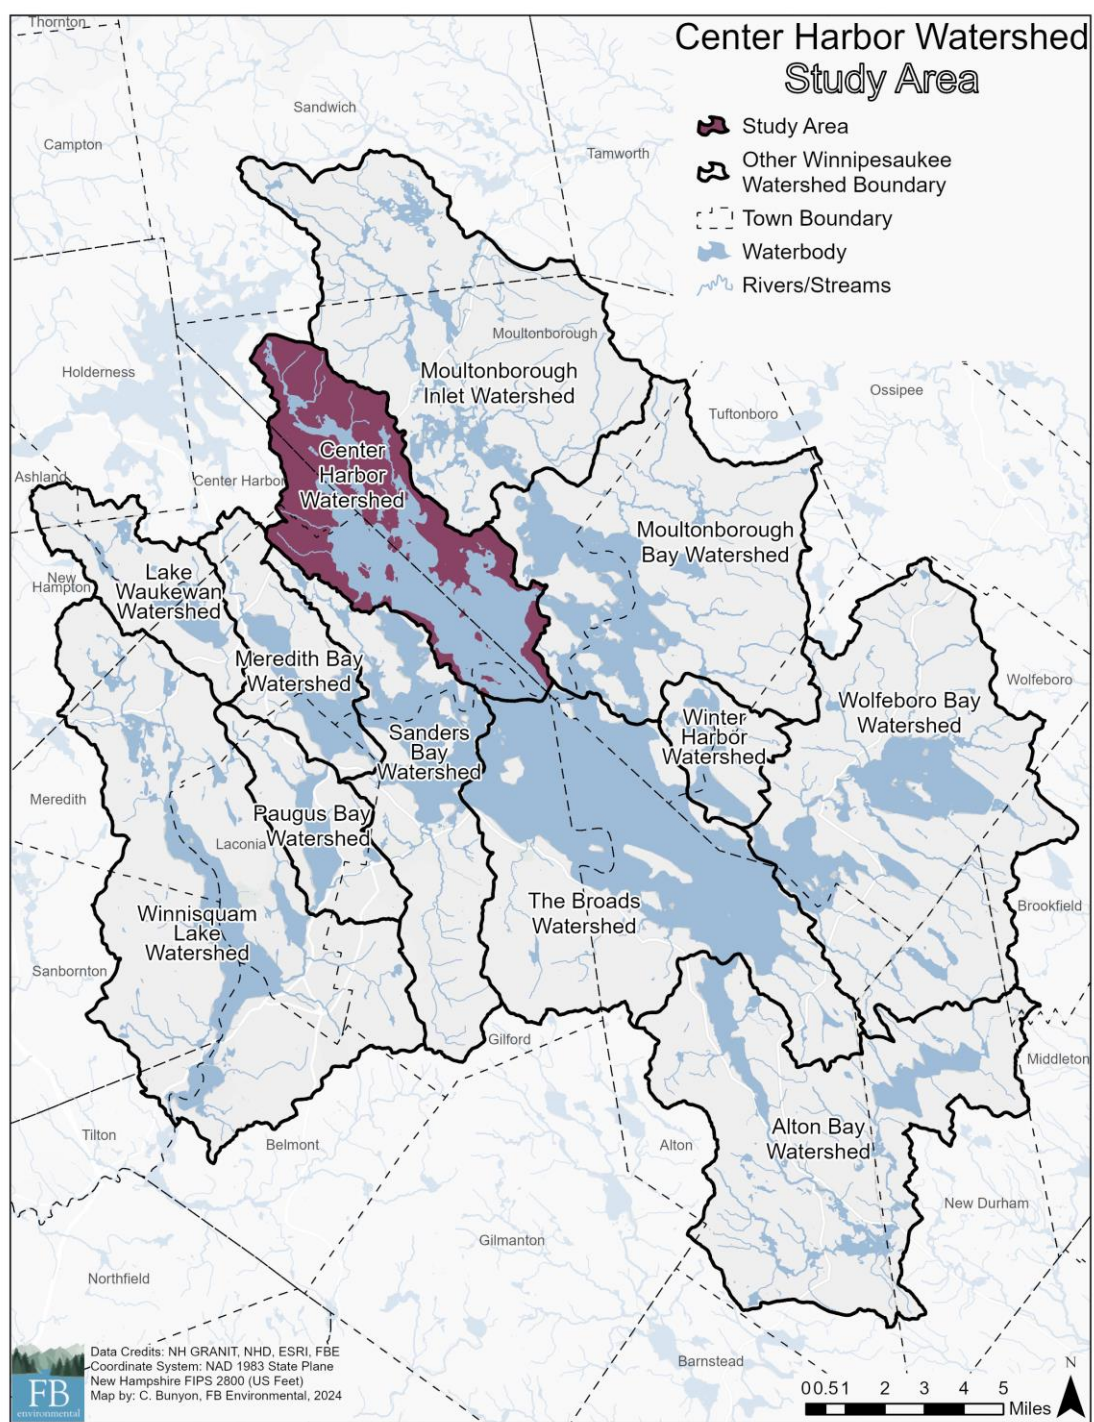 Center Harbor Watershed
Study Area
Study Area
Other Winnipesaukee
Watershed Boundary
Town Boundary
Waterbody
Rivers/Streams
Thornton
Sandwich
Campton
Tamworth
Moultonborough
Holderness
Moultonborough
Inlet Watershed
Ossipee
Tuftonboro
Center
Harbor
Watershed
Ashland
Center Harbor
Moultonborough
Bay Watershed
New
Hampton
Lake
Waukewan
Watershed
Meredith Bay
Watershed
Wolfeboro
Wolfeboro Bay
Watershed
Winter
Harbor
Watershed
Sanders
Bay
Watershed
Meredith
Paugus Bay
Watershed
Laconia
The Broads
Watershed
Brookfield
Winnisquam
Lake
Watershed
Sanbornton
Gilford
Middleton
Tilton
Belmont
Alton
Alton Bay
Watershed
New Durham
Gilmanton
Northfield
Barnstead
FB
environmental
Data Credits: NH GRANIT, NHD, ESRI, FBE
Coordinate System: NAD 1983 State Plane
New Hampshire FIPS 2800 (US Feet)
Map by: C. Bunyon, FB Environmental, 2024
N
0 0.5 1 2 3 4 5
Miles